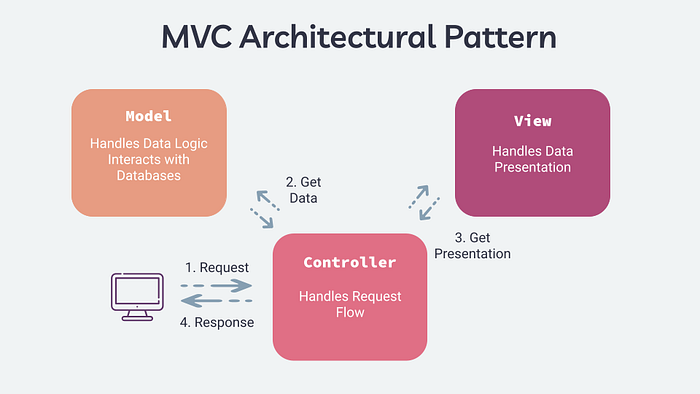 MVC Architectural Pattern
Model
Handles Data Logic
Interacts with
Databases
View
Handles Data
Presentation
2. Get
Data
3. Get
Presentation
Controller
Handles Request
Flow
1. Request
4. Response